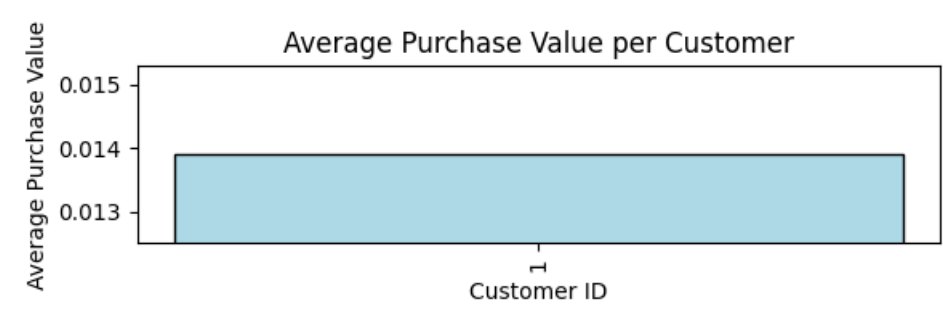 Average Purchase Value per Customer
Average Purchase Value
0.015
0.014
0.013
1
Customer ID